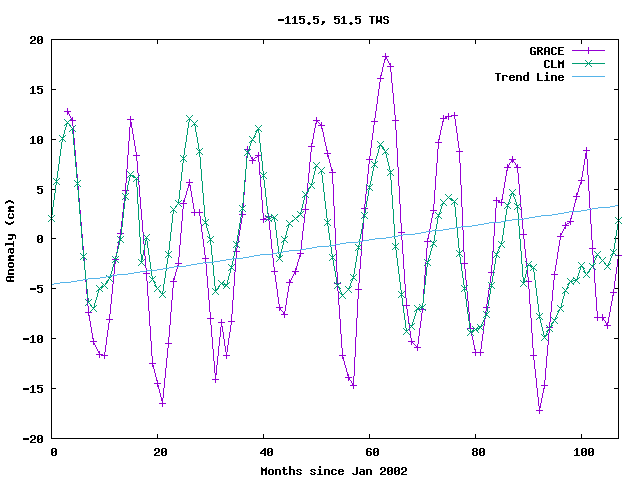 -115.5, 51.5 TWS
GRACE
CLM
Trend Line
20
15
10
5
0
-5
-10
-15
-20
Anomaly (cm)
0 20 40 60 80 100
Months since Jan 2002